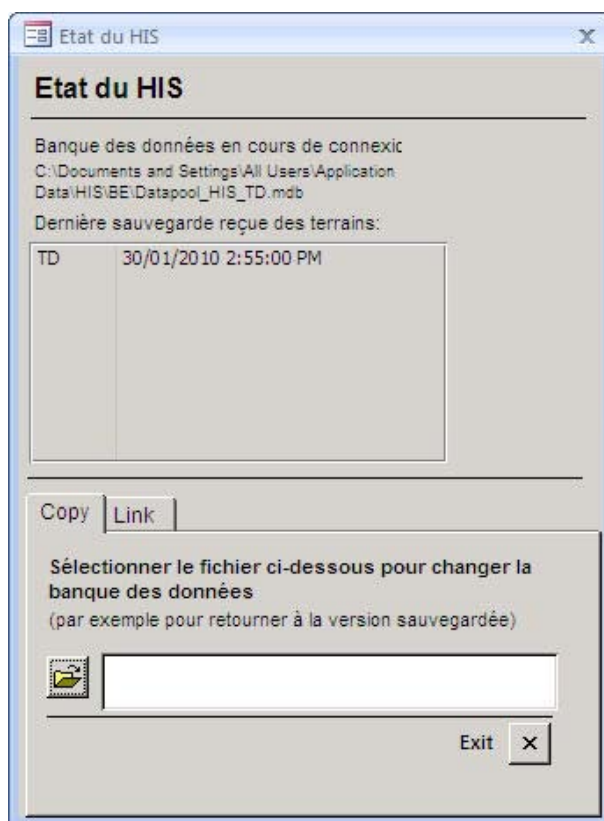 Etat du HIS
Etat du HIS
Banque des données en cours de connexic
C:\Documents and Settings\All Users\Application
Data\HIS\BE\Datapool_HIS_TD.mdb
Dernière sauvegarde reçue des terrains:
TD 30/01/2010 2:55:00 PM
Copy Link
Sélectionner le fichier ci-dessous pour changer la
banque des données
(par exemple pour retourner à la version sauvegardée)
Exit